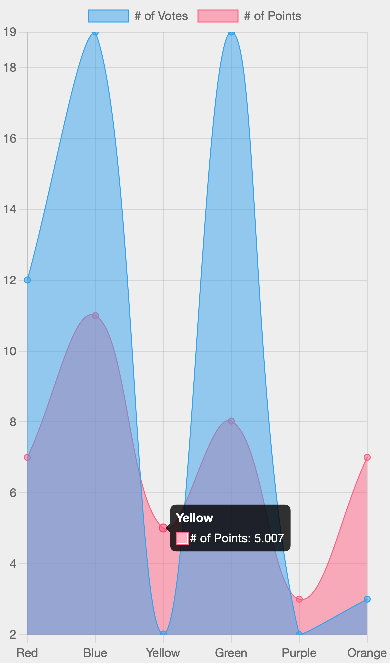 # of Votes # of Points
19
18
16
14
12
10
8
6
Yellow
# of Points: 5.007
4
2
Red Blue Yellow Green Purple Orange